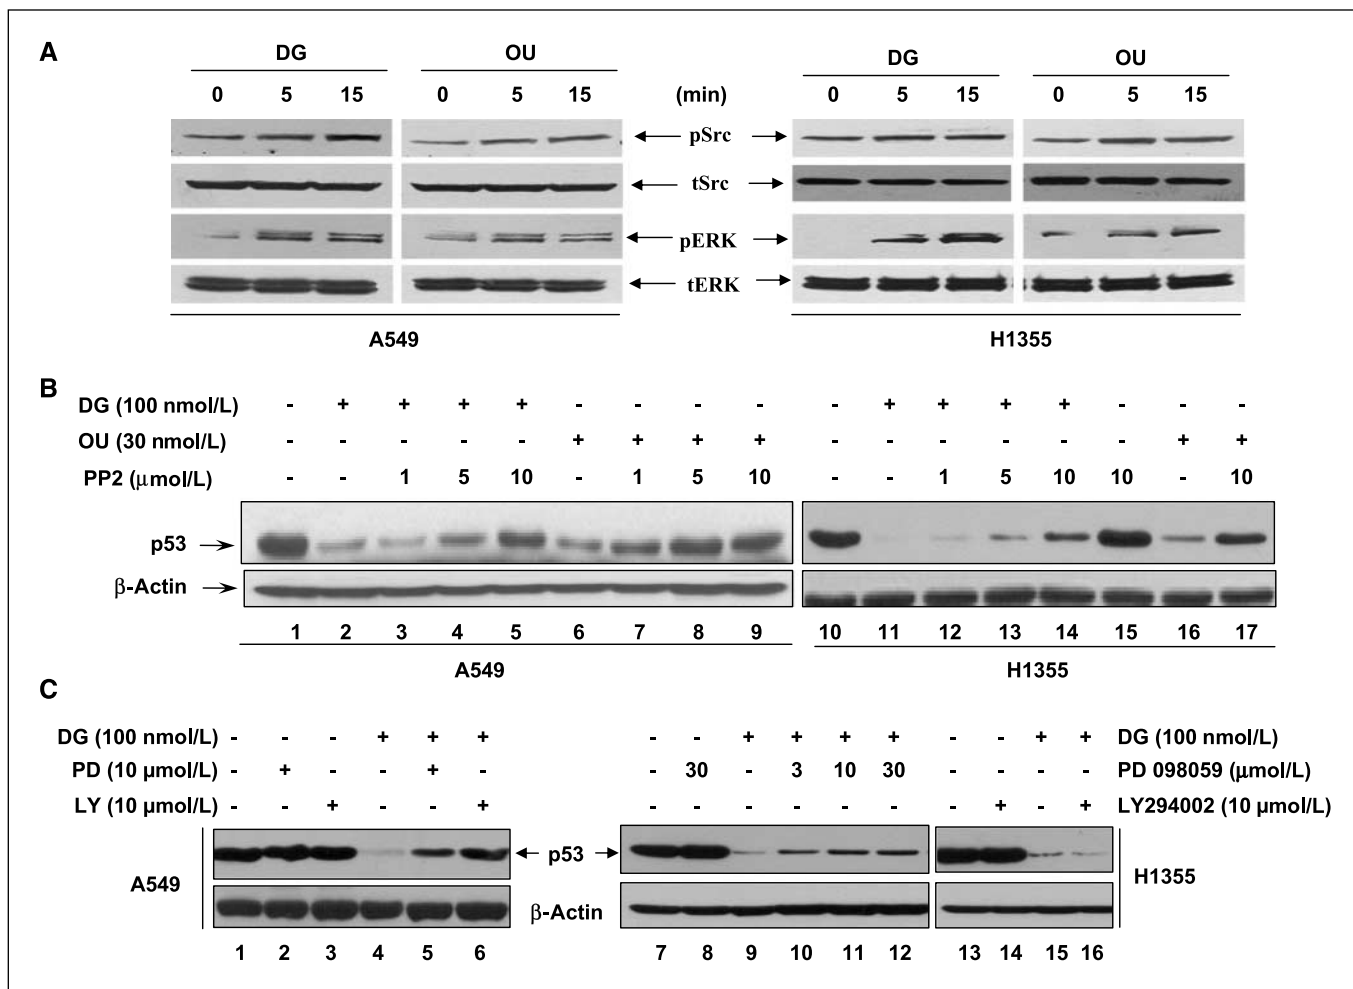 A
DG OU DG OU
0 5 15 0 5 15 (min) 0 5 15 0 5 15
pSrc
tSrc
pERK
tERK
A549 H1355
B
DG (100 nmol/L) - + + + + - - - - - + + + + - - -
OU (30 nmol/L) - - - - - + + + + - - - - - - + +
PP2 (μmol/L) - - 1 5 10 - 1 5 10 - - 1 5 10 10 - 10
p53
β-Actin
1 2 3 4 5 6 7 8 9 10 11 12 13 14 15 16 17
A549 H1355
C
DG (100 nmol/L) - - - + + + - - + + + + - - + + DG (100 nmol/L)
PD (10 μmol/L) - + - - + - - 30 - 3 10 30 - - - - PD 098059 (μmol/L)
LY (10 μmol/L) - - + - - + - - - - - - - + - + LY294002 (10 μmol/L)
A549 p53 H1355
β-Actin
1 2 3 4 5 6 7 8 9 10 11 12 13 14 15 16